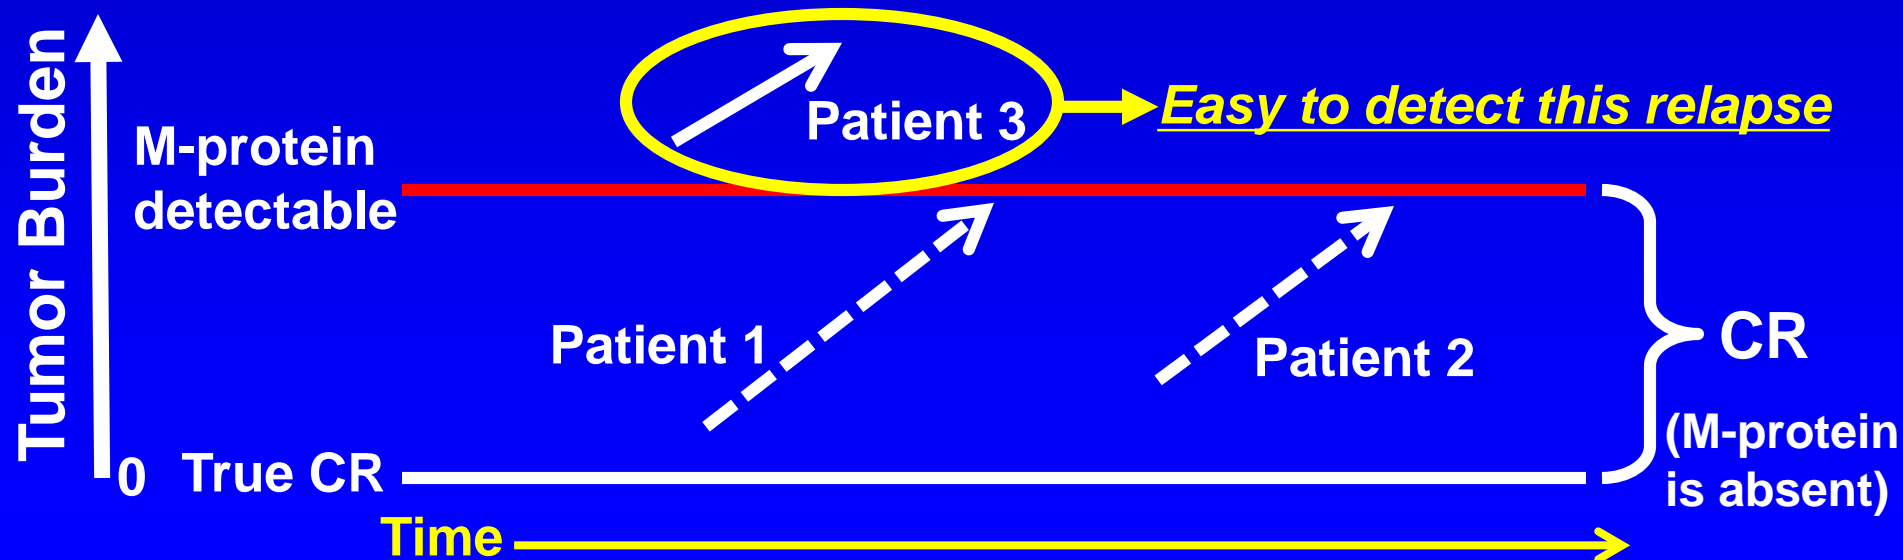 Tumor Burden
M-protein
detectable
Patient 3
Easy to detect this relapse
Patient 1
Patient 2
CR
(M-protein
is absent)
0
True CR
Time